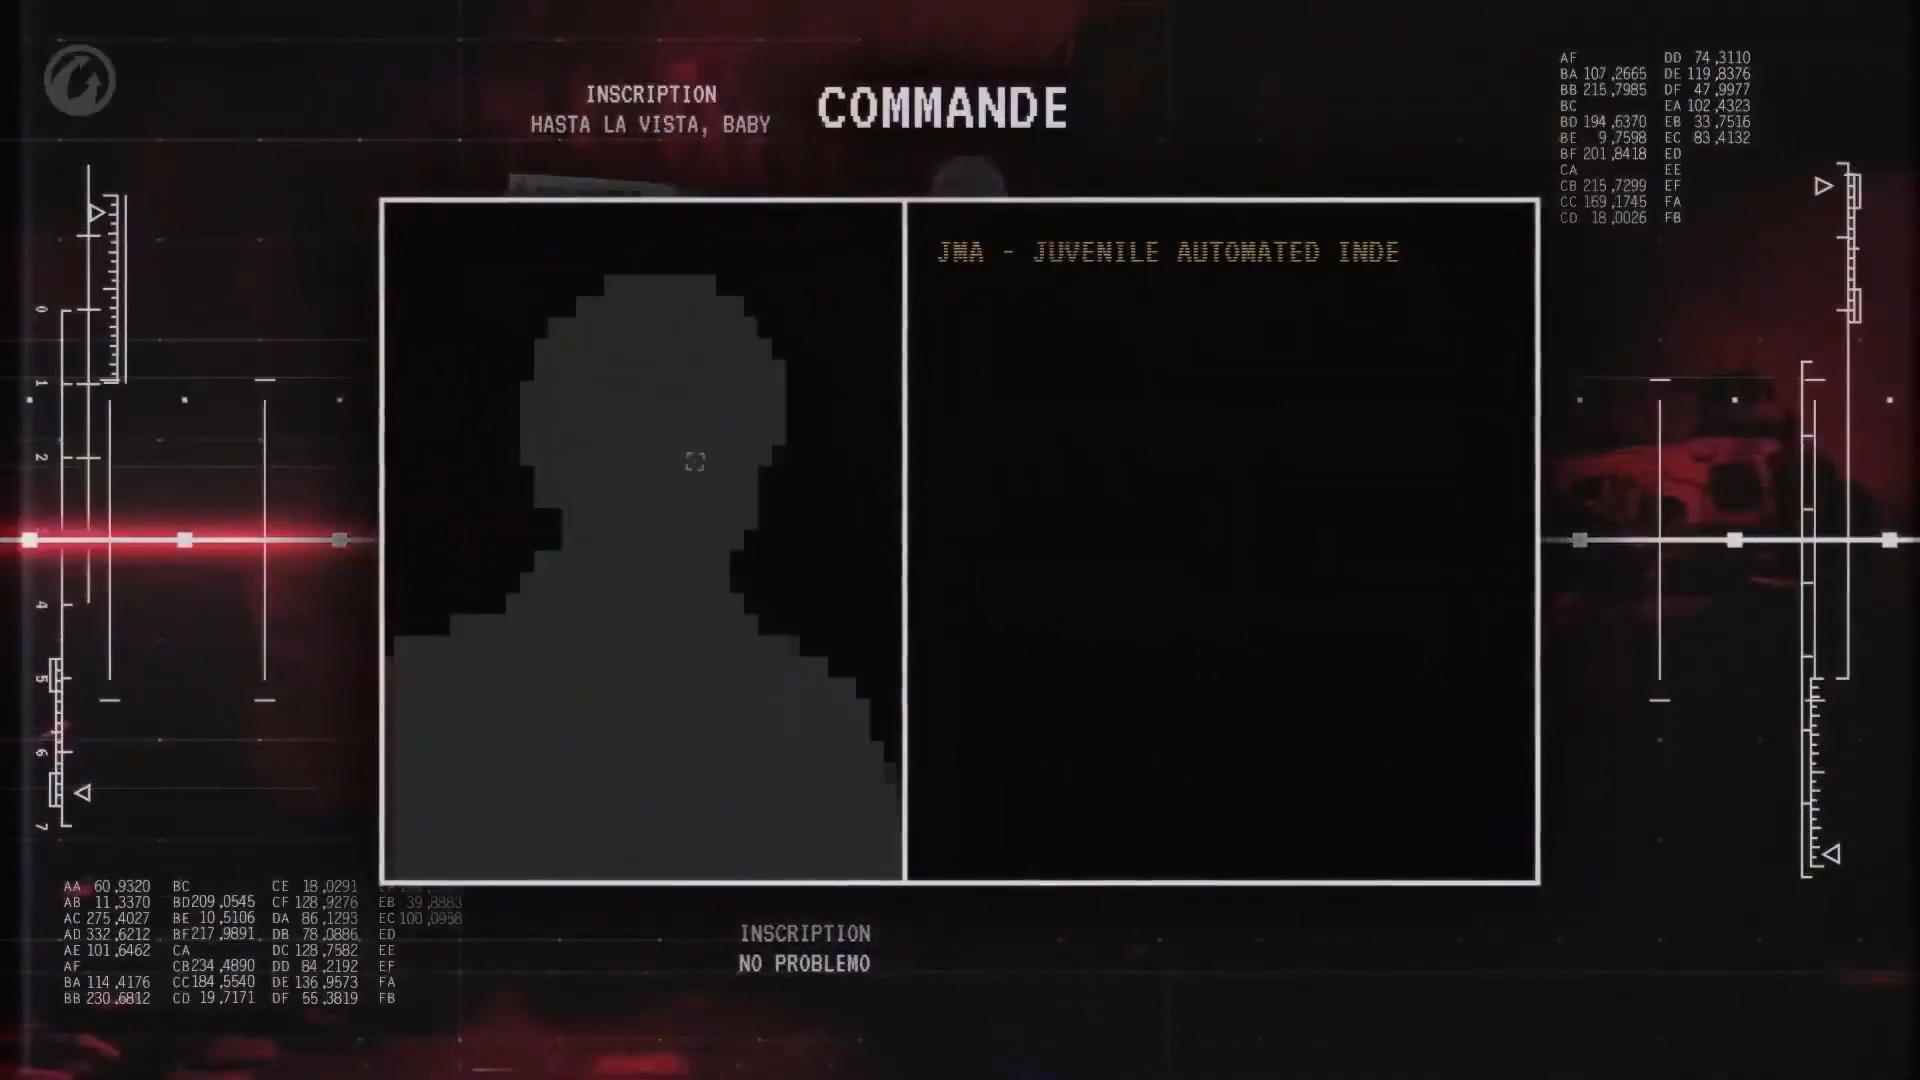 INSCRIPTION
HASTA LA VISTA, BABY
COMMANDE
AF DD 74,3110
BA 107,2665 DE 119,8376
BB 215,7985 DF 47,9977
BC EA 102,4323
BD 194,6370 EB 33,7516
BE 9,7598 EC 83,4132
BF 201,8418 ED
CA EE
CB 215,7299 EF
CC 169,1745 FA
CD 18,0026 FB
JMA - JUVENILE AUTOMATED INDE
0
1
2
4
5
6
7
AA 60,9320 BC CE 18,0291
AB 11,3370 BD 209,0545 CF 128,9276 EB 39,8883
AC 275,4027 BE 10,5106 DA 86,1293 EC 100,0958
AD 332,6212 BF 217,9891 DB 78,0886 ED
AE 101,6462 CA DC 128,7582 EE
AF CB 234,4890 DD 84,2192 EF
BA 114,4176 CC 184,5540 DE 136,9573 FA
BB 230,6812 CD 19,7171 DF 55,3819 FB
INSCRIPTION
NO PROBLEMO